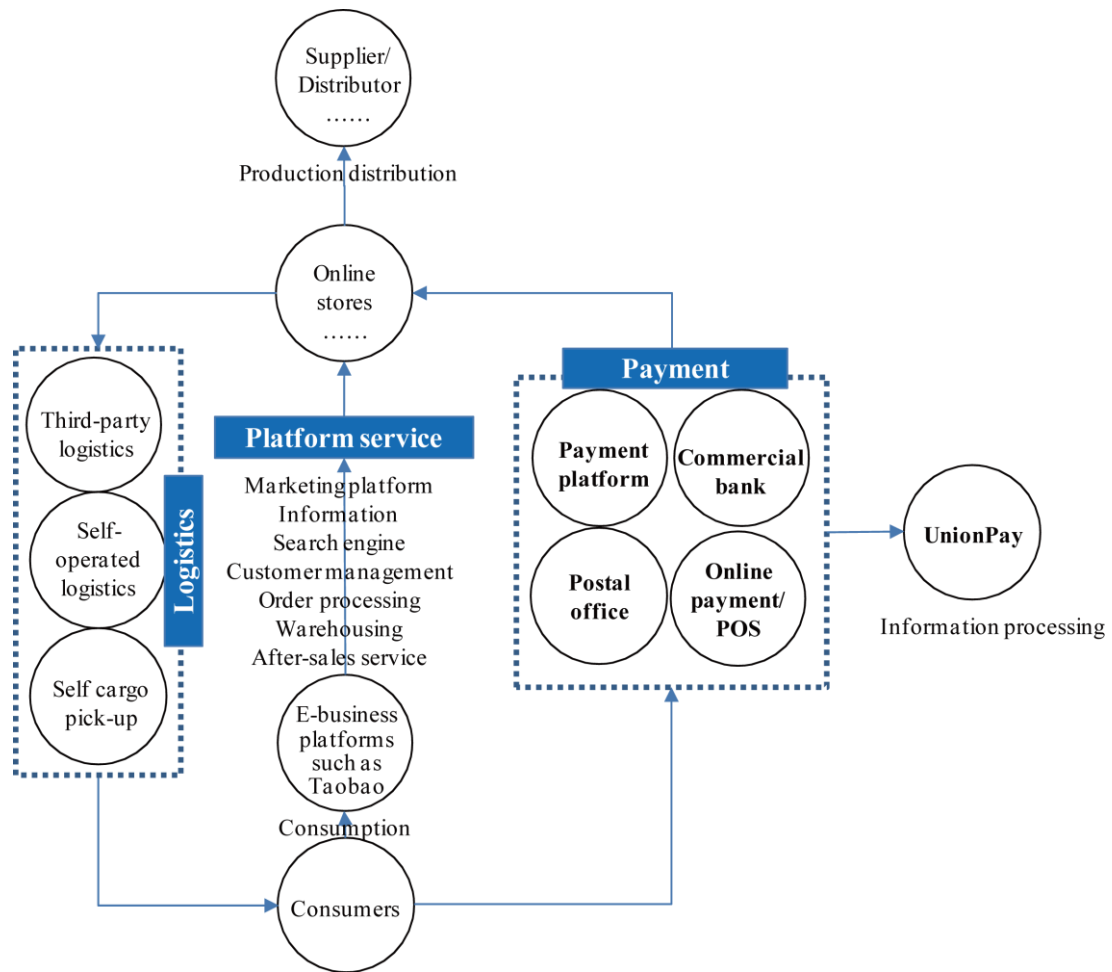 Supplier/
Distributor
……
Production distribution
Online
stores
……
Payment
Third-party
logistics
Platform service
Payment
platform
Commercial
bank
Marketing platform
Information
Search engine
Customer management
Order processing
Warehousing
After-sales service
Self-
operated
logistics
Logistics
UnionPay
Postal
office
Online
payment/
POS
Information processing
Self cargo
pick-up
E-business
platforms
such as
Taobao
Consumption
Consumers